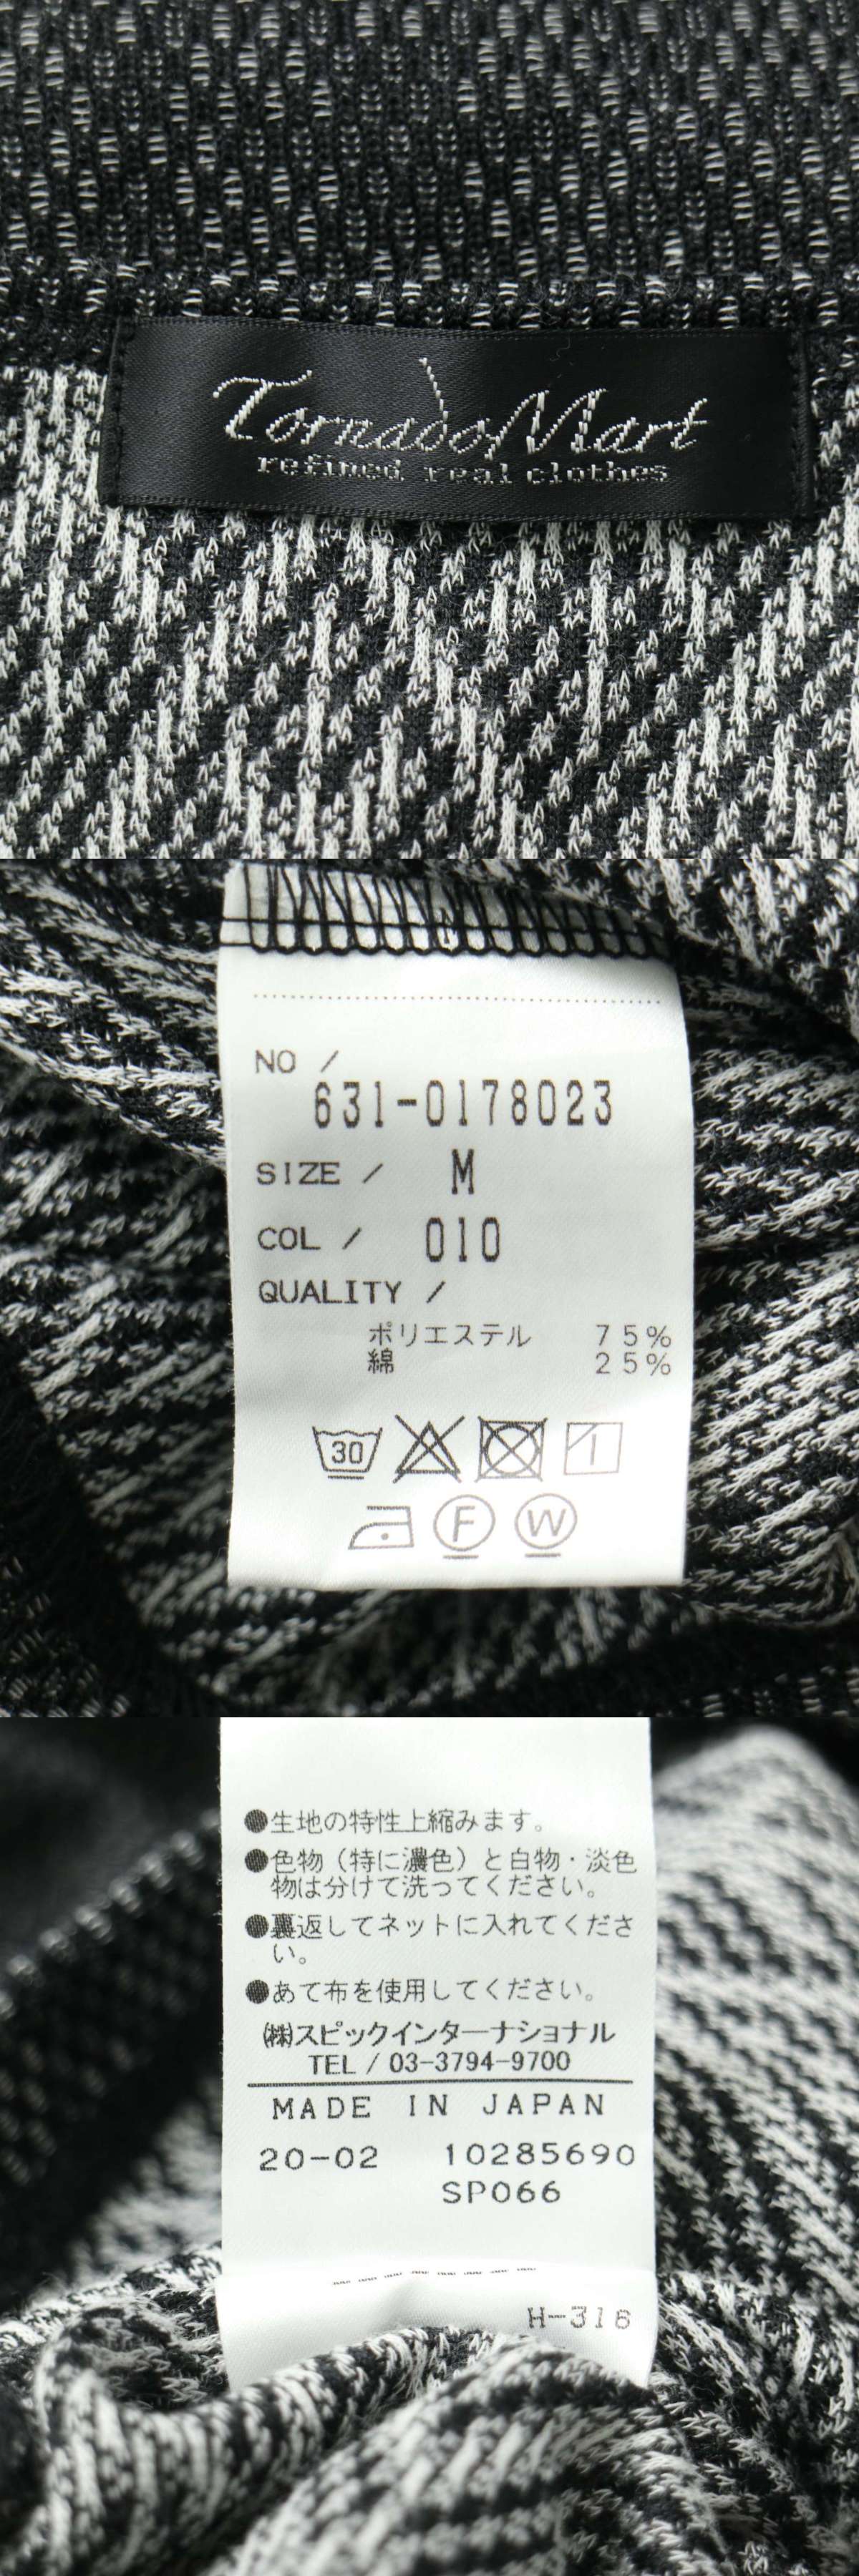 TornadoMart
refined real clothes
NO /
631-0178023
SIZE / M
COL / 010
QUALITY /
ポリエステル 75%
綿 25%
30
F W
●生地の特性上縮みます。
●色物（特に濃色）と白物・淡色
物は分けて洗ってください。
●裏返してネットに入れてくださ
い。
●あて布を使用してください。
㈱スピックインターナショナル
TEL / 03-3794-9700
MADE IN JAPAN
20-02 10285690
SP066
H-316